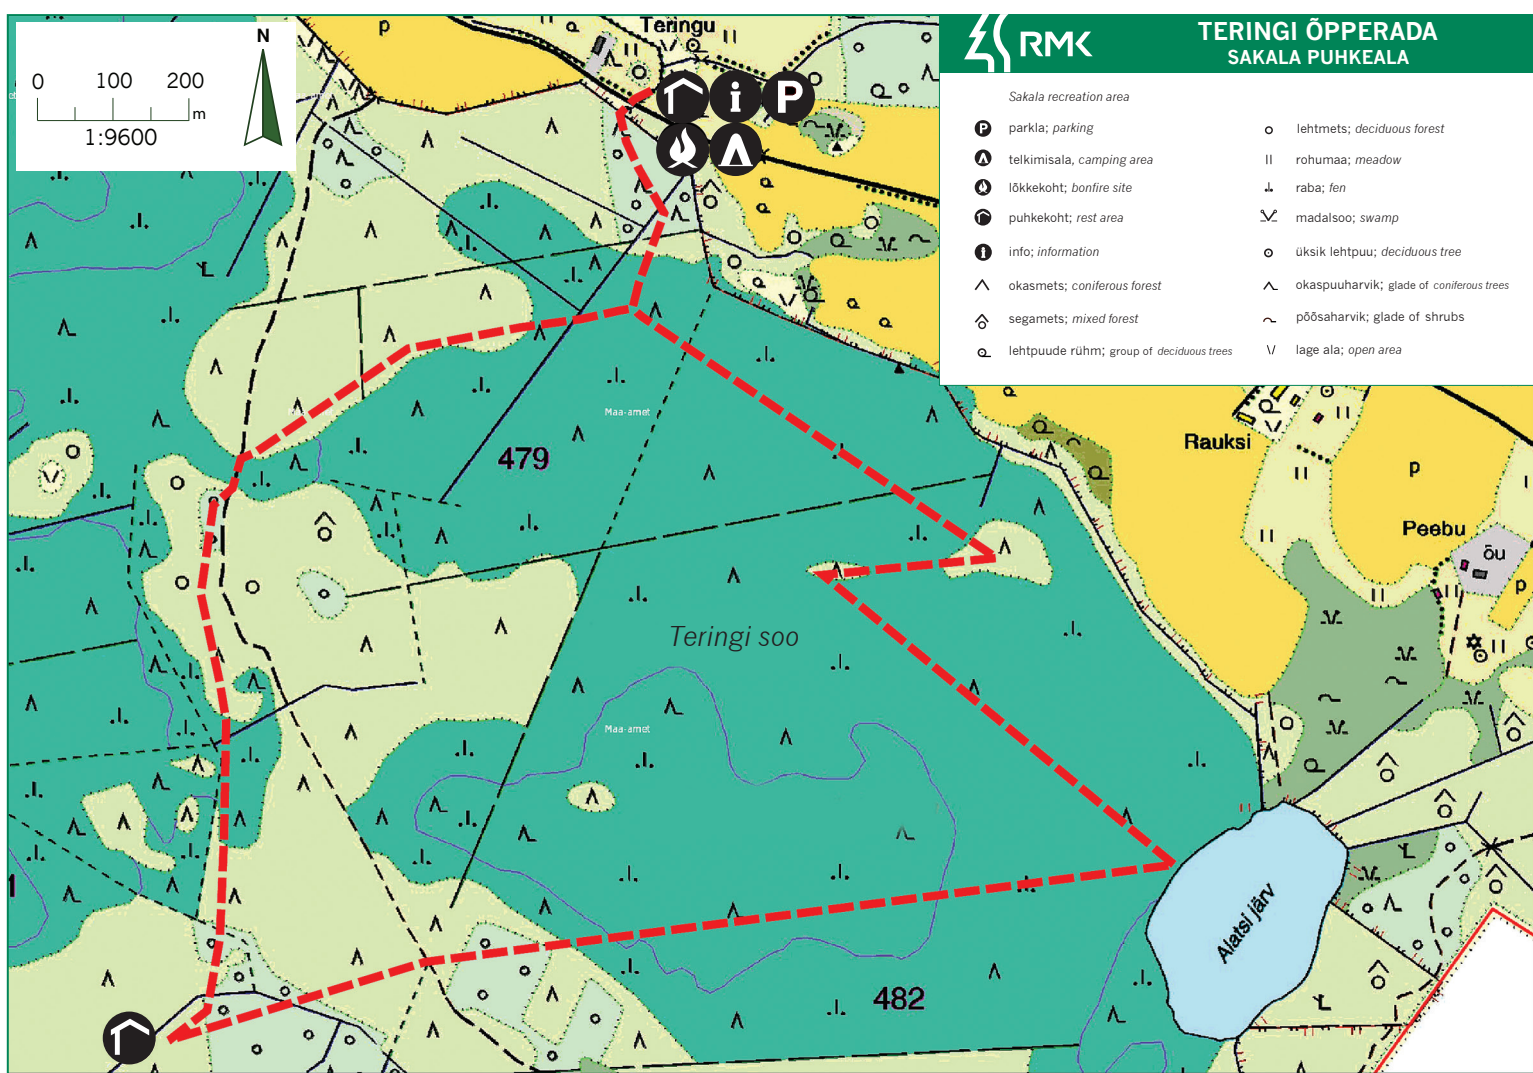 N
0 100 200
m
1:9600
RMK
TERINGI ÕPPERADA
SAKALA PUHKEALA
Sakala recreation area
P parkla; parking
telkimisala, camping area
lõkkekoht; bonfire site
puhkekoht; rest area
i info; information
okasmets; coniferous forest
segamets; mixed forest
lehtpuude rühm; group of deciduous trees
lehtmets; deciduous forest
rohumaa; meadow
raba; fen
madalsoo; swamp
üksik lehtpuu; deciduous tree
okaspuuharvik; glade of coniferous trees
põõsaharvik; glade of shrubs
lage ala; open area
p
Teringu
i P
Maa-amet
479
Rauksi
p
Peebu
õu
p
Teringi soo
Maa-amet
Alatsi järv
482